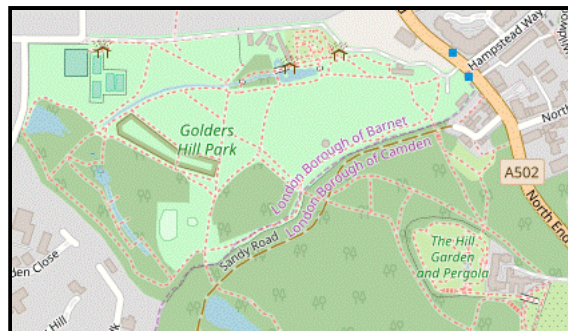 Hampstead Way
Golders
Hill Park
London Borough of Barnet
London Borough of Camden
North
A502
North End
Sandy Road
The Hill
Garden
and Pergola
den Close
Hill